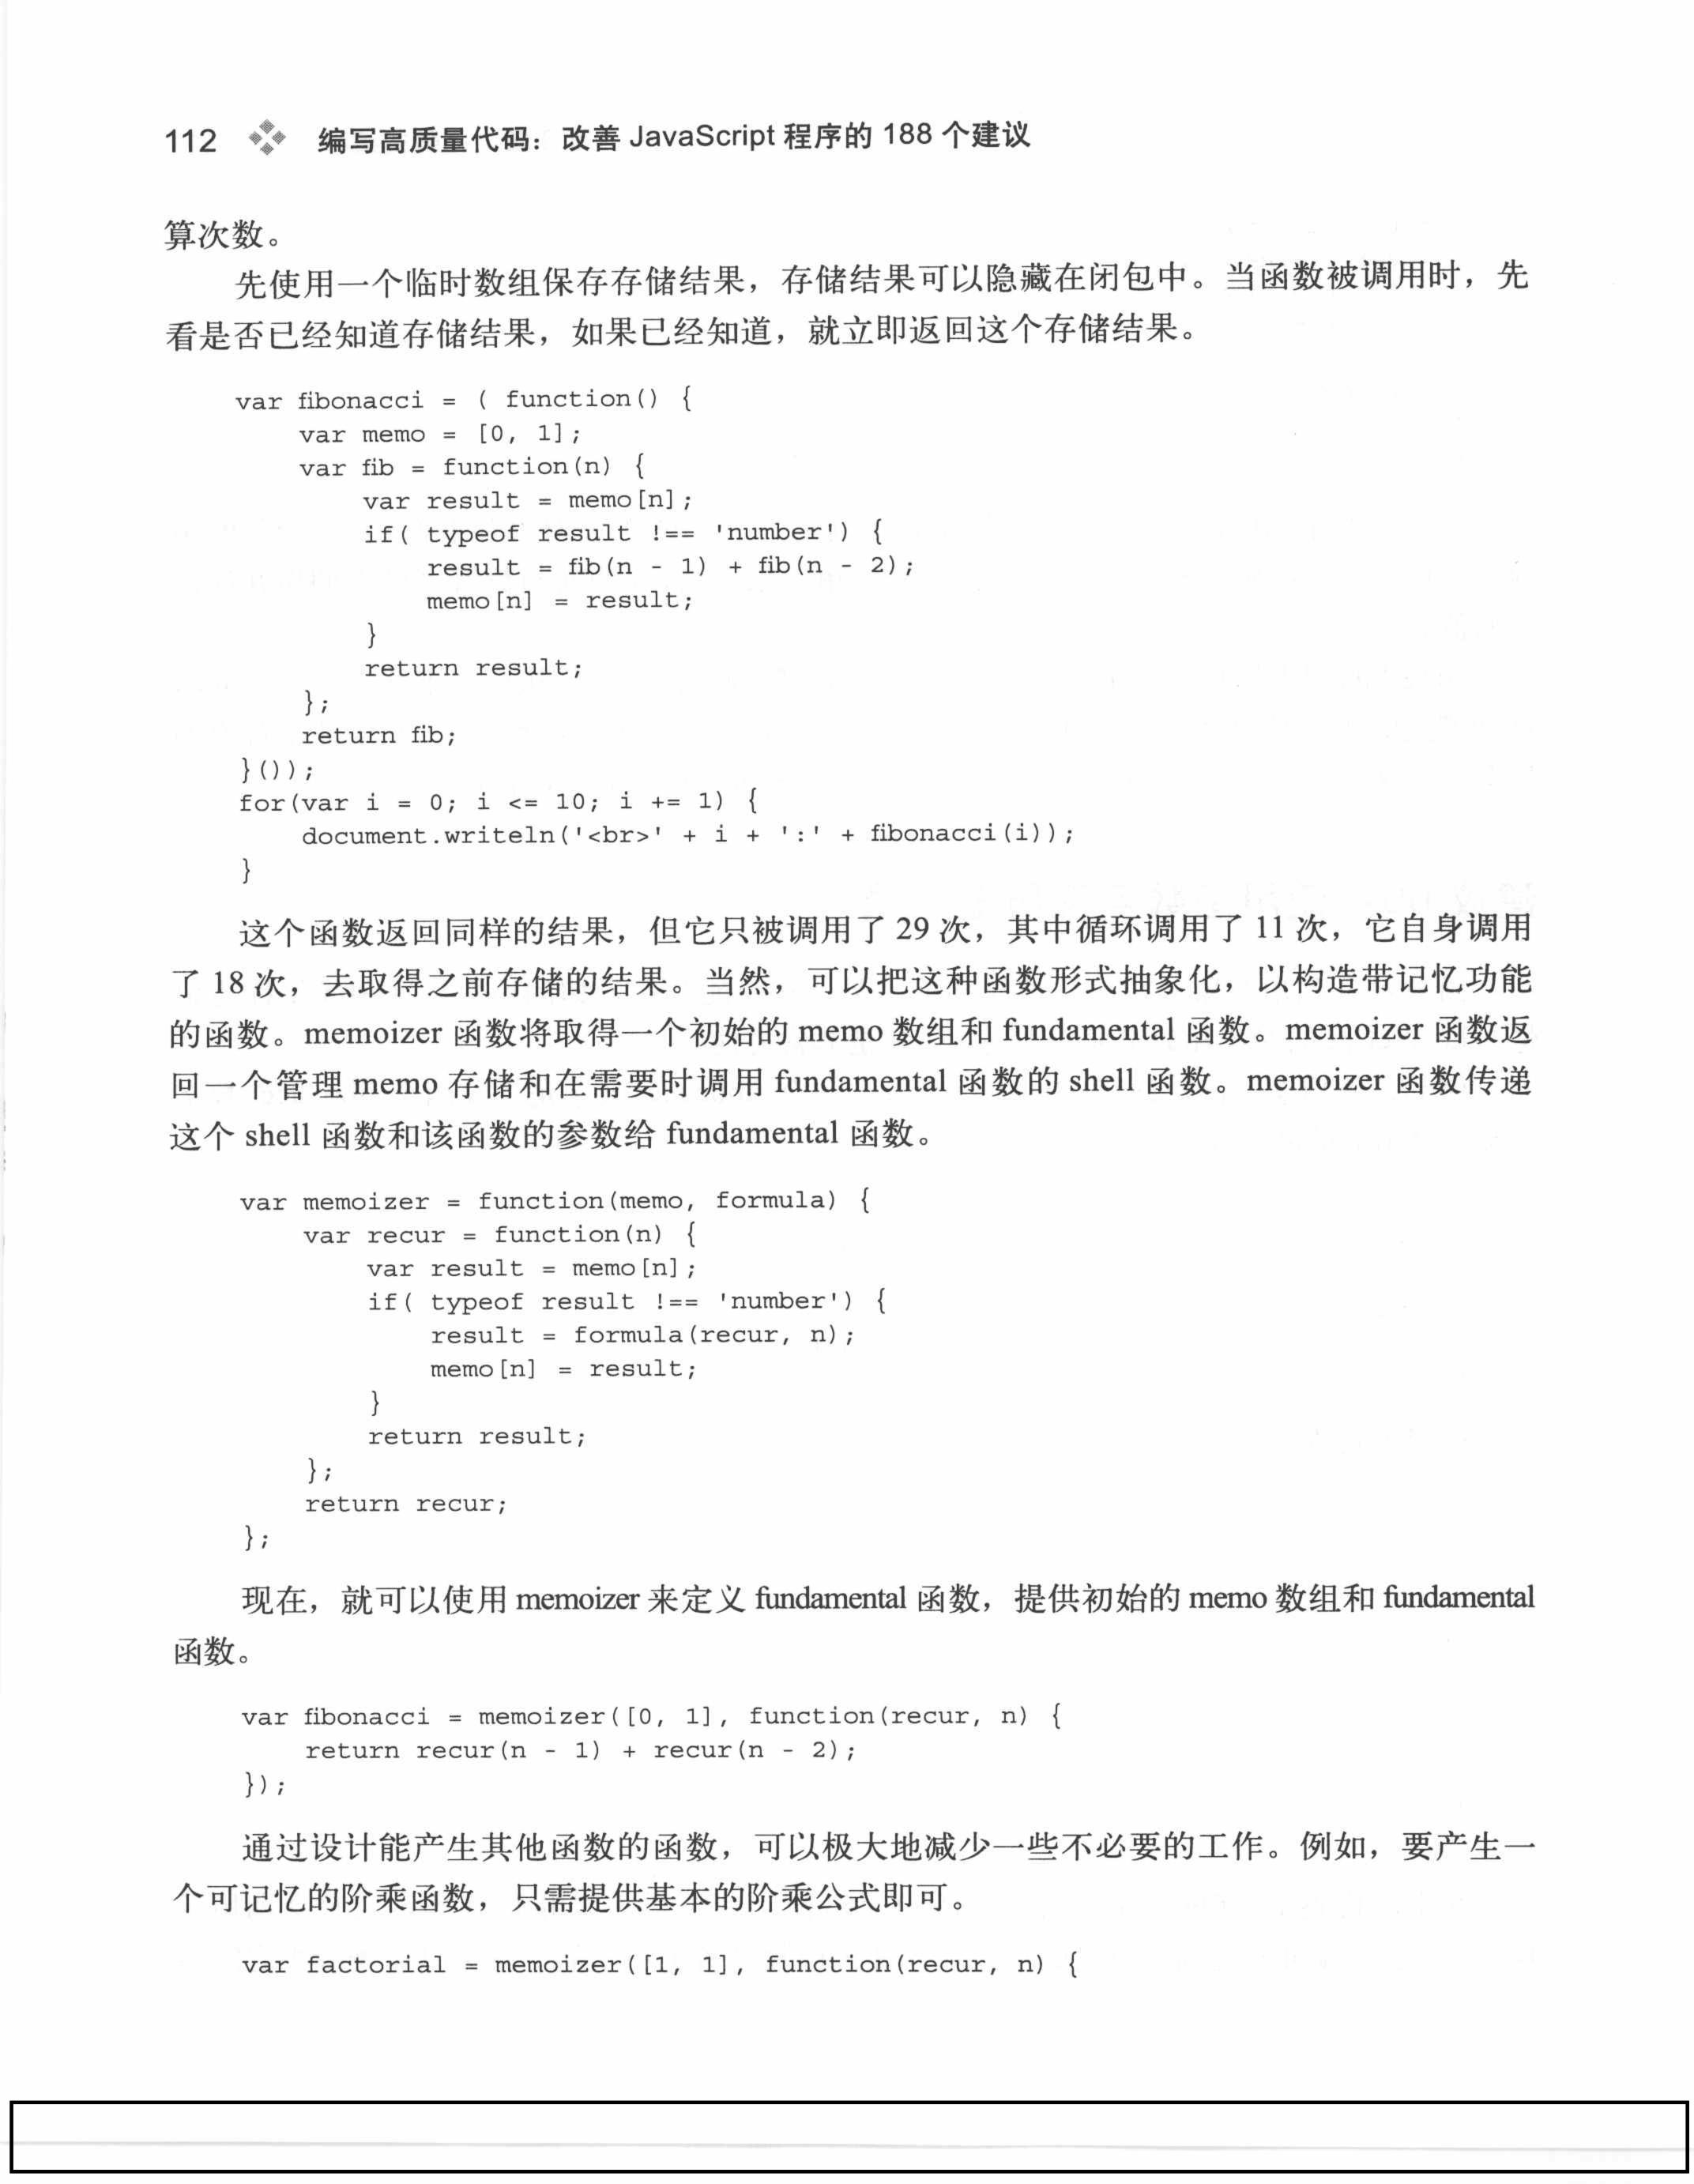 112 编写高质量代码：改善 JavaScript 程序的 188 个建议
算次数。
先使用一个临时数组保存存储结果，存储结果可以隐藏在闭包中。当函数被调用时，先
看是否已经知道存储结果，如果已经知道，就立即返回这个存储结果。
var fibonacci = ( function() {
    var memo = [0, 1];
    var fib = function(n) {
        var result = memo[n];
        if( typeof result !== 'number') {
            result = fib(n - 1) + fib(n - 2);
            memo[n] = result;
        }
        return result;
    };
    return fib;
}());
for(var i = 0; i <= 10; i += 1) {
    document.writeln('<br>' + i + ':' + fibonacci(i));
}
这个函数返回同样的结果，但它只被调用了 29 次，其中循环调用了 11 次，它自身调用
了 18 次，去取得之前存储的结果。当然，可以把这种函数形式抽象化，以构造带记忆功能
的函数。memoizer 函数将取得一个初始的 memo 数组和 fundamental 函数。memoizer 函数返
回一个管理 memo 存储和在需要时调用 fundamental 函数的 shell 函数。memoizer 函数传递
这个 shell 函数和该函数的参数给 fundamental 函数。
var memoizer = function(memo, formula) {
    var recur = function(n) {
        var result = memo[n];
        if( typeof result !== 'number') {
            result = formula(recur, n);
            memo[n] = result;
        }
        return result;
    };
    return recur;
};
现在，就可以使用 memoizer 来定义 fundamental 函数，提供初始的 memo 数组和 fundamental
函数。
var fibonacci = memoizer([0, 1], function(recur, n) {
    return recur(n - 1) + recur(n - 2);
});
通过设计能产生其他函数的函数，可以极大地减少一些不必要的工作。例如，要产生一
个可记忆的阶乘函数，只需提供基本的阶乘公式即可。
var factorial = memoizer([1, 1], function(recur, n) {